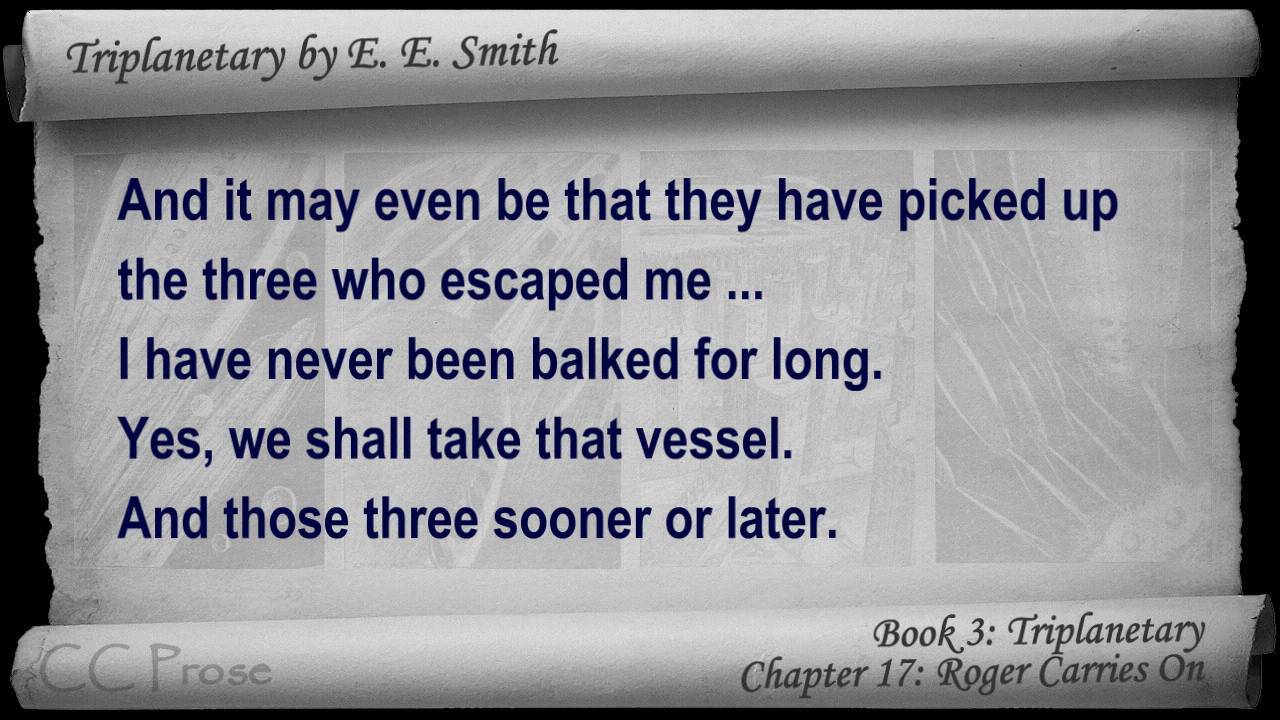 Triplanetary by E. E. Smith
And it may even be that they have picked up
the three who escaped me ...
I have never been balked for long.
Yes, we shall take that vessel.
And those three sooner or later.
Book 3: Triplanetary
Chapter 17: Roger Carries On
CC Prose